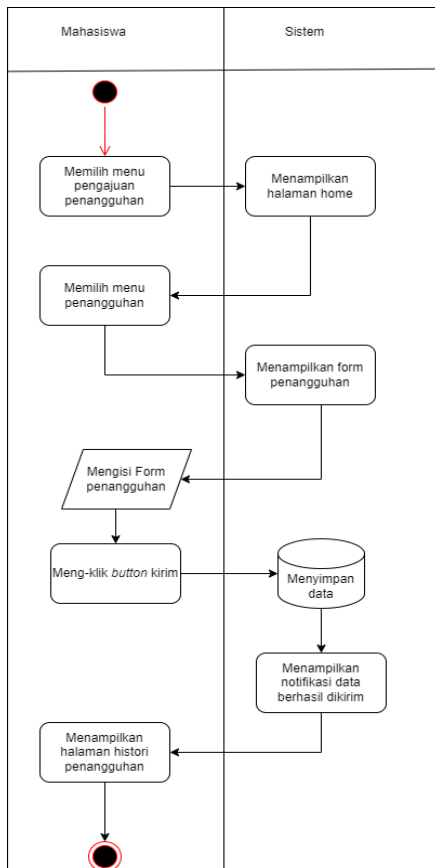 Mahasiswa
Sistem
Memilih menu
pengajuan
penangguhan
Menampilkan
halaman home
Memilih menu
penangguhan
Menampilkan form
penangguhan
Mengisi Form
penangguhan
Meng-klik button kirim
Menyimpan
data
Menampilkan
notifikasi data
berhasil dikirim
Menampilkan
halaman histori
penangguhan